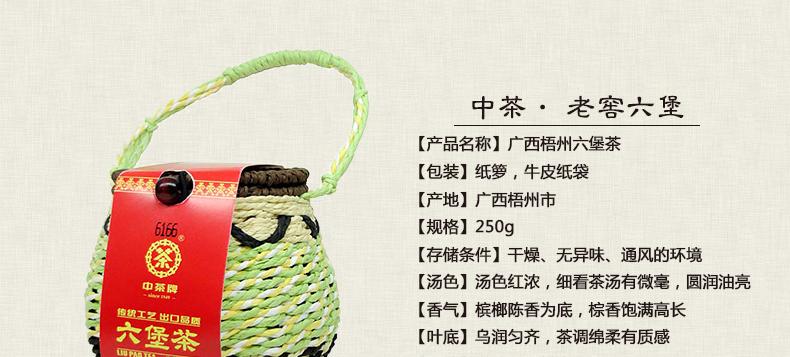 中茶 · 老窖六堡
【产品名称】广西梧州六堡茶
【包装】纸箩，牛皮纸袋
【产地】广西梧州市
【规格】250g
【存储条件】干燥、无异味、通风的环境
【汤色】汤色红浓，细看茶汤有微毫，圆润油亮
【香气】槟榔陈香为底，棕香饱满高长
【叶底】乌润匀齐，茶调绵柔有质感
6166
茶
®
中茶牌
since 1949
传统工艺 出口品质
六堡茶
LIU PAO TEA